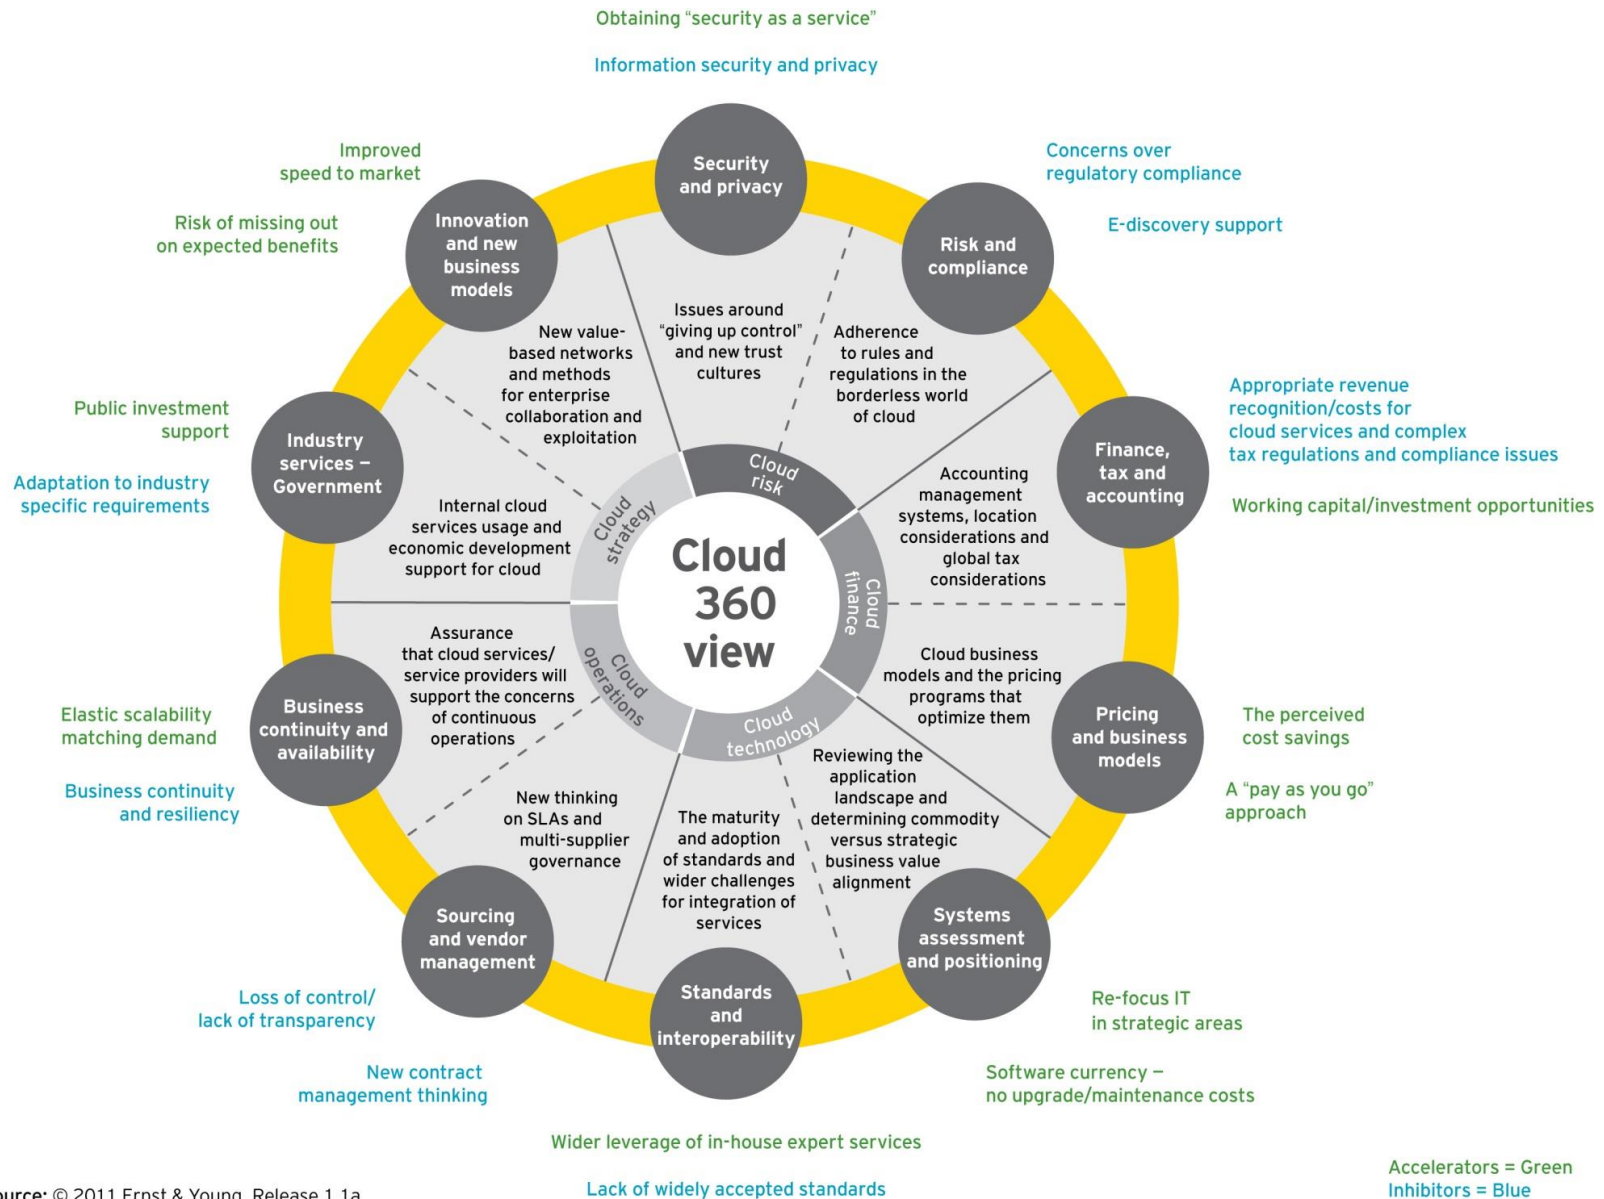 Obtaining “security as a service”
Information security and privacy
Security
and privacy
Issues around
“giving up control”
and new trust
cultures
Concerns over
regulatory compliance
E-discovery support
Risk and
compliance
Adherence
to rules and
regulations in the
borderless world
of cloud
Appropriate revenue
recognition/costs for
cloud services and complex
tax regulations and compliance issues
Working capital/investment opportunities
Finance,
tax and
accounting
Accounting
management
systems, location
considerations and
global tax
considerations
Pricing
and business
models
Cloud business
models and the pricing
programs that
optimize them
The perceived
cost savings
A “pay as you go”
approach
Systems
assessment
and positioning
Reviewing the
application
landscape and
determining commodity
versus strategic
business value
alignment
Re-focus IT
in strategic areas
Software currency –
no upgrade/maintenance costs
Standards
and
interoperability
The maturity
and adoption
of standards and
wider challenges
for integration of
services
Wider leverage of in-house expert services
Lack of widely accepted standards
Sourcing
and vendor
management
New thinking
on SLAs and
multi-supplier
governance
Loss of control/
lack of transparency
New contract
management thinking
Business
continuity and
availability
Assurance
that cloud services/
service providers will
support the concerns
of continuous
operations
Elastic scalability
matching demand
Business continuity
and resiliency
Industry
services –
Government
Internal cloud
services usage and
economic development
support for cloud
Public investment
support
Adaptation to industry
specific requirements
Innovation
and new
business
models
New value-
based networks
and methods
for enterprise
collaboration and
exploitation
Improved
speed to market
Risk of missing out
on expected benefits
Cloud
risk
Cloud
finance
Cloud
technology
Cloud
operations
Cloud
strategy
Cloud
360
view
Accelerators = Green
Inhibitors = Blue
© 2011 Ernst & Young, Release 1.1a